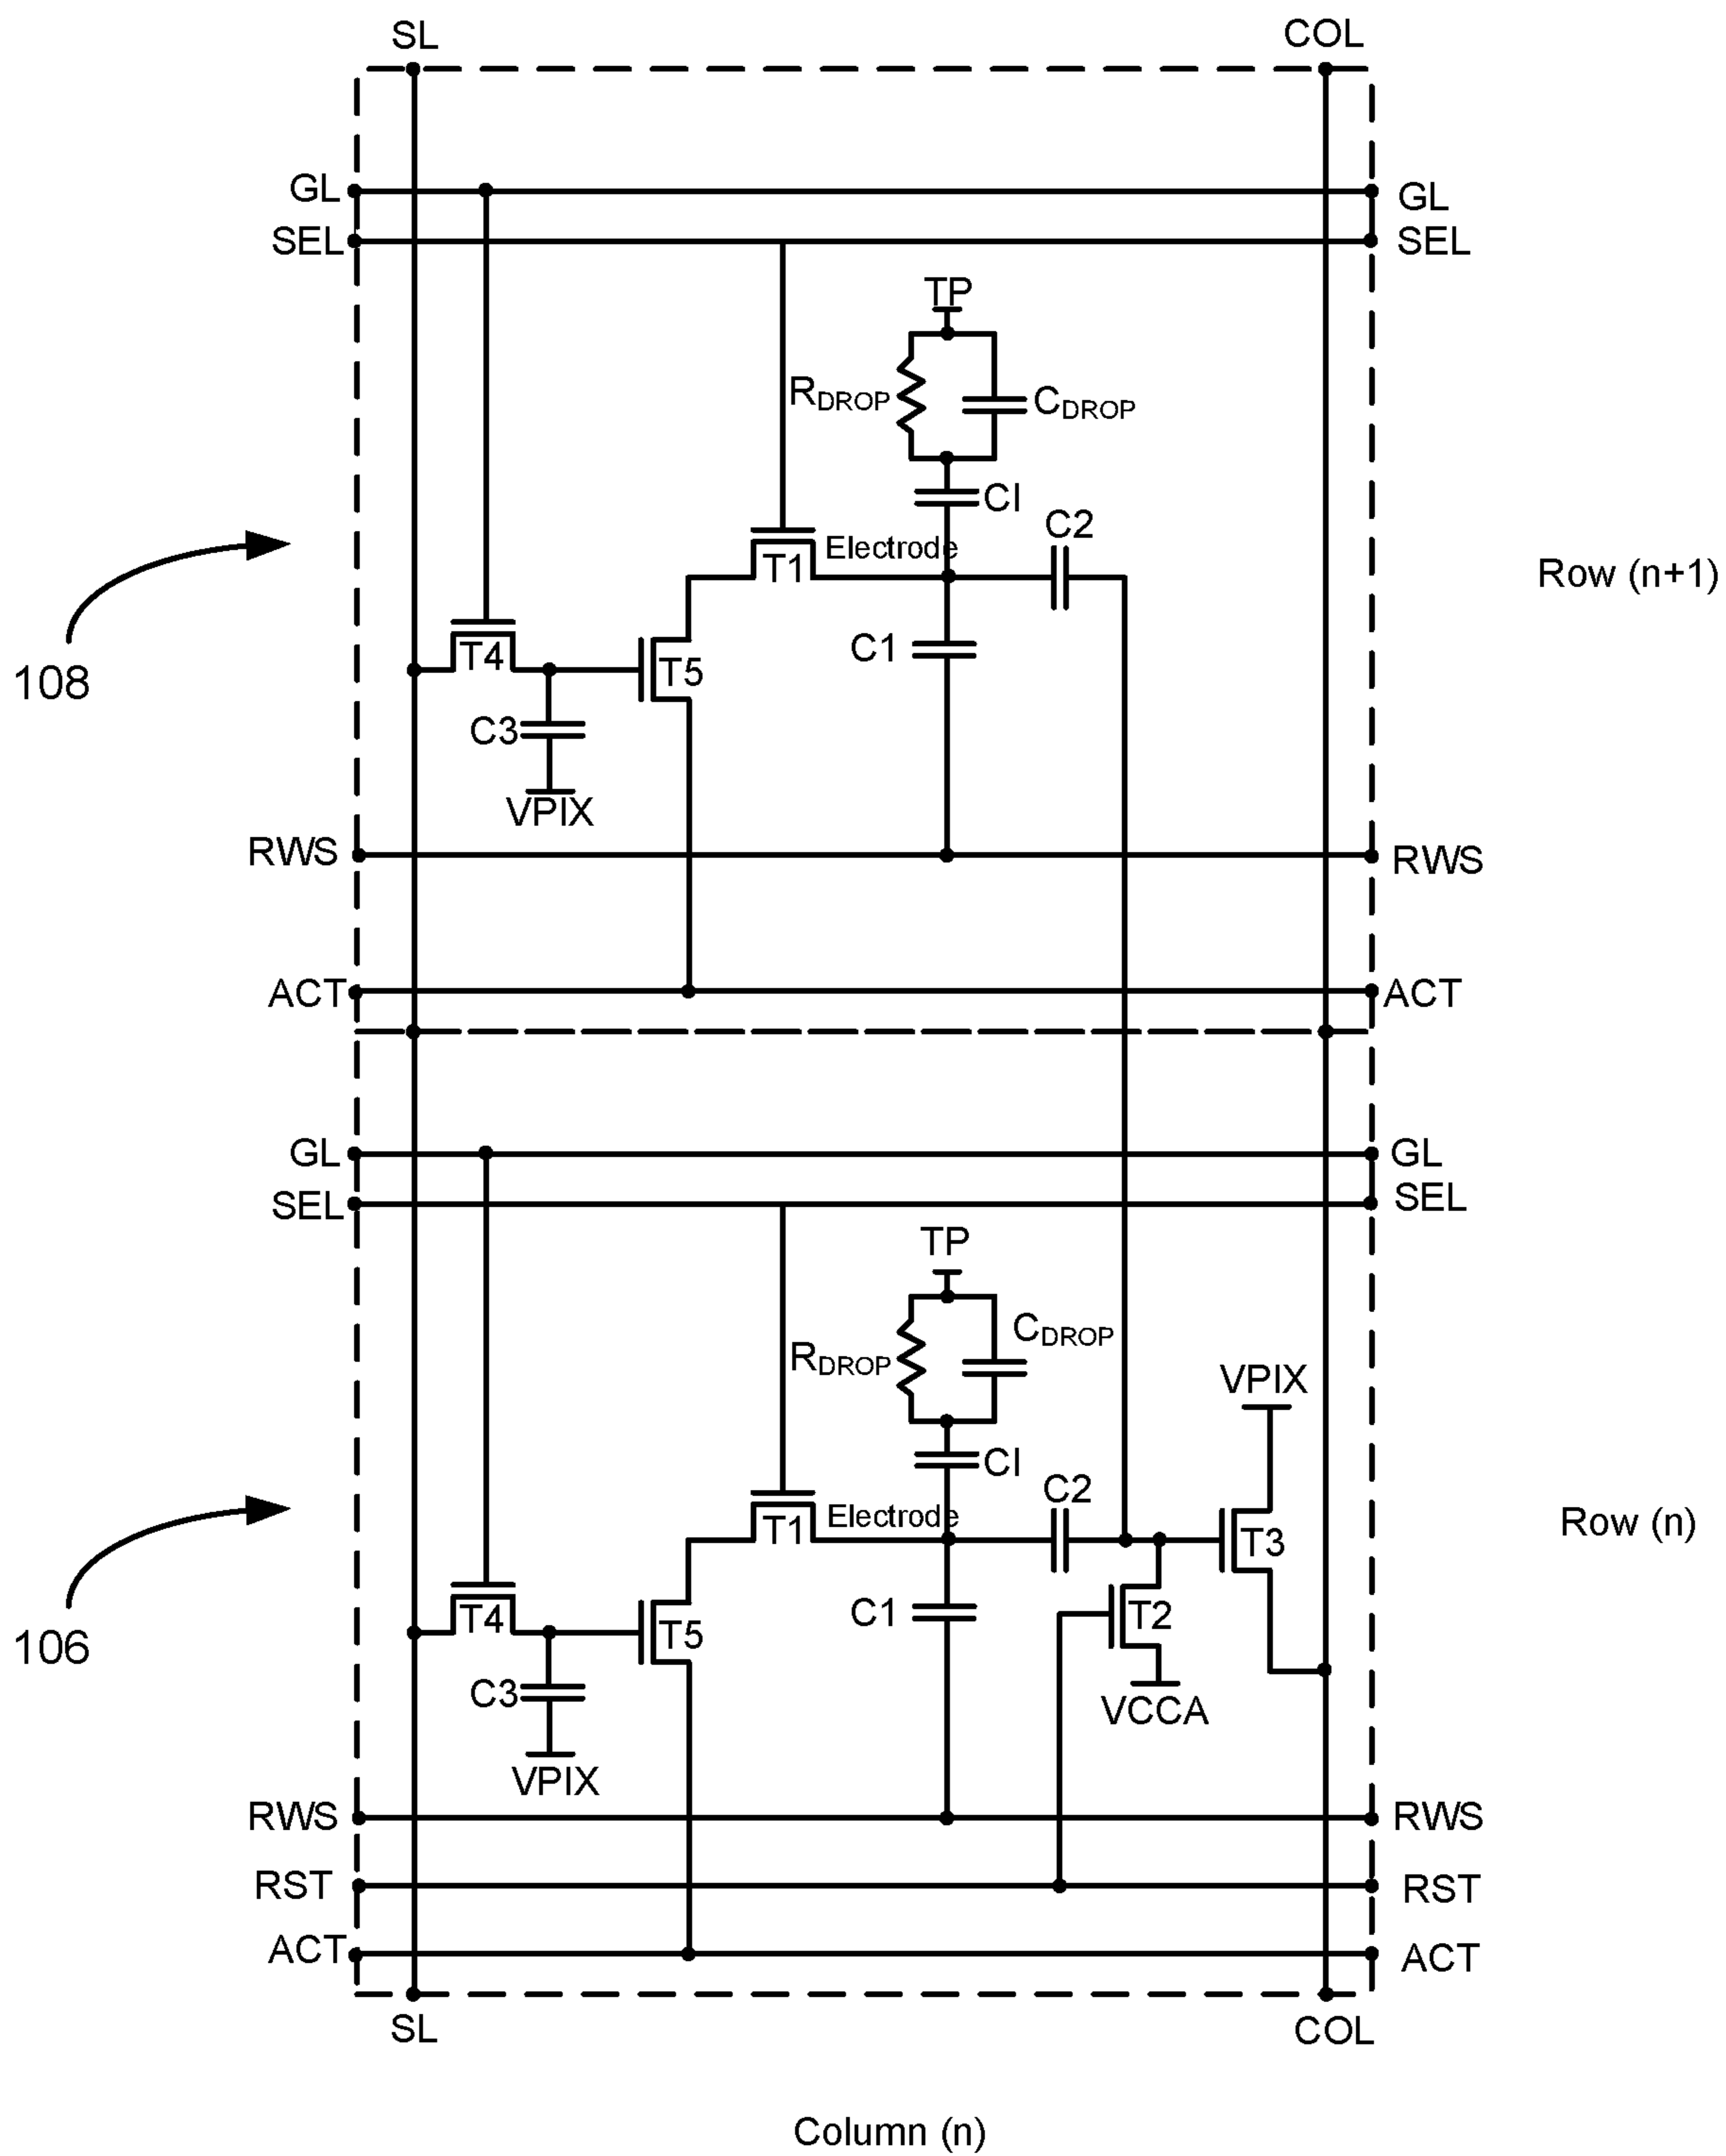 SL COL
GL GL
SEL SEL
TP
RDROP CDROP
CI
C2
Electrode
T1
Row (n+1)
C1
T4 T5
108
C3
VPIX
RWS RWS
ACT ACT
GL GL
SEL SEL
TP
CDROP
RDROP
VPIX
CI
C2
Electrode
T1 T3
Row (n)
C1 T2
T4 T5
106
C3
VCCA
VPIX
RWS RWS
RST RST
ACT ACT
SL COL
Column (n)